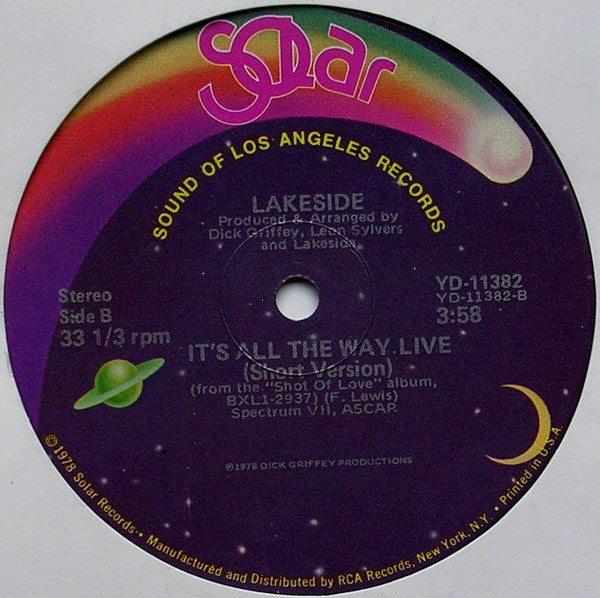 Solar
SOUND OF LOS ANGELES RECORDS
LAKESIDE
Produced & Arranged by
Dick Griffey, Leon Sylvers
and Lakeside
Stereo
Side B
33 1/3 rpm
YD-11382
YD-11382-B
3:58
IT'S ALL THE WAY LIVE
(Short Version)
(from the "Shot Of Love" album,
BXL1-2937) (F. Lewis)
Spectrum VII, ASCAP
℗1978 DICK GRIFFEY PRODUCTIONS
©1978 Solar Records • Manufactured and Distributed by RCA Records, New York, N.Y. • Printed in U.S.A.